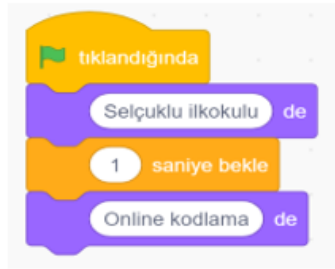 tıklandığında
Selçuklu ilkokulu de
1 saniye bekle
Online kodlama de